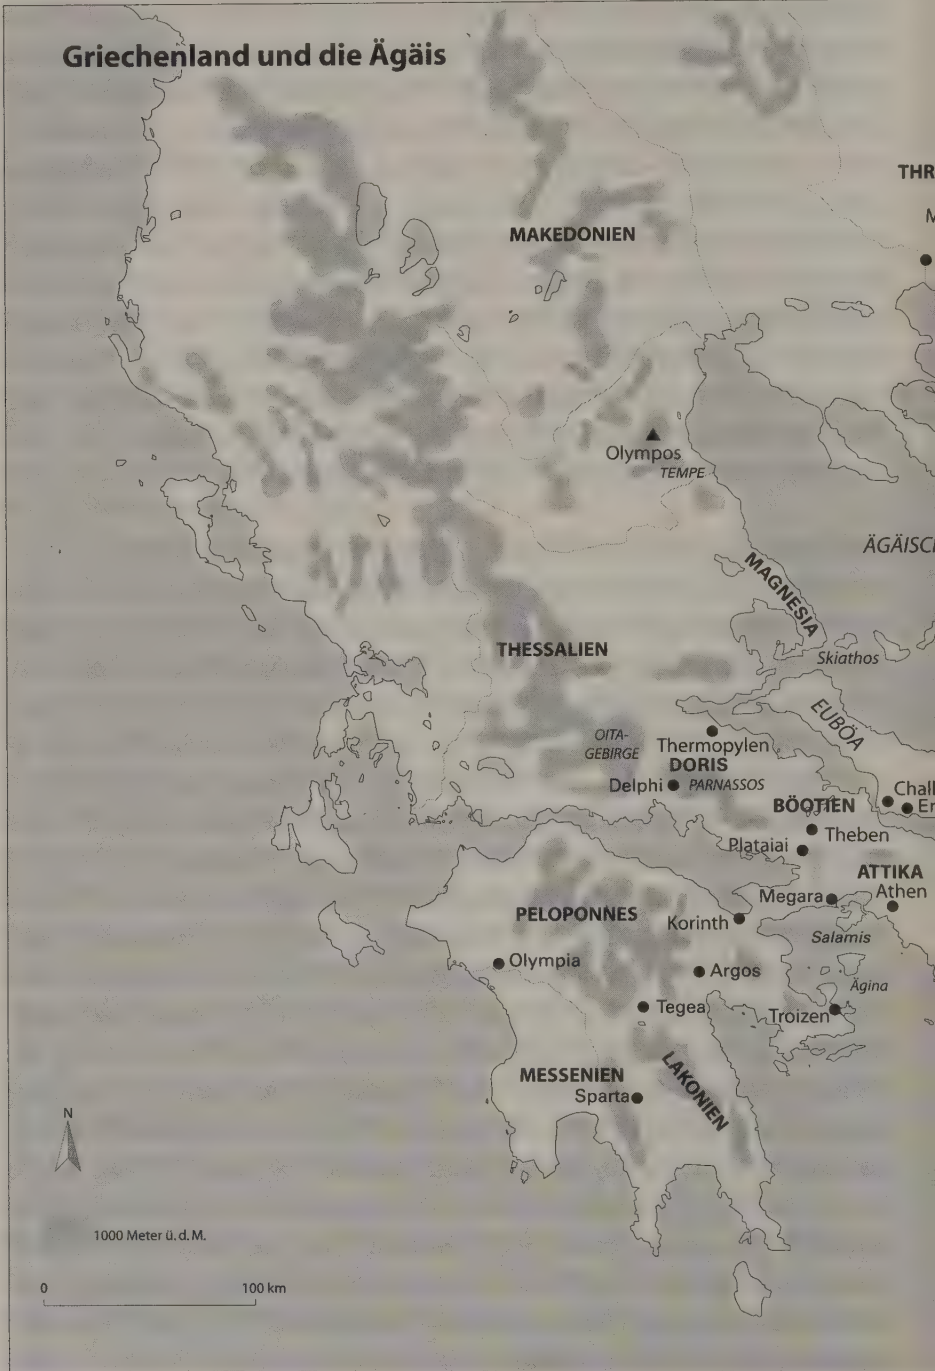 Griechenland und die Ägäis
THR
M
MAKEDONIEN
Olympos
TEMPE
ÄGÄISC
MAGNESIA
THESSALIEN
Skiathos
EUBÖA
OITA-
GEBIRGE
Thermopylen
DORIS
Delphi
PARNASSOS
Chalk
Er
BÖOTIEN
Theben
Plataiai
ATTIKA
Athen
Megara
PELOPONNES
Korinth
Salamis
Olympia
Argos
Ägina
Tegea
Troizen
MESSENIEN
LAKONIEN
Sparta
N
1000 Meter ü. d. M.
0 100 km